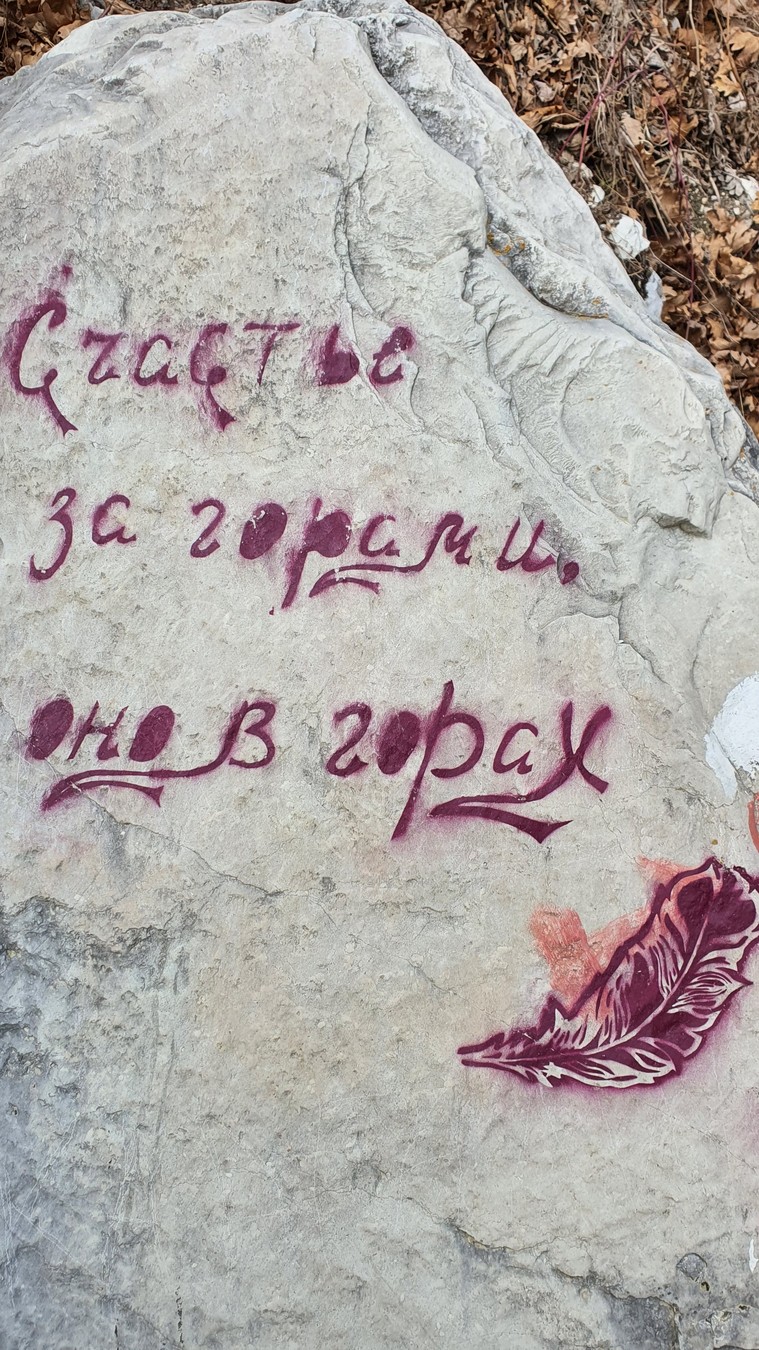 Счастье
за горами,
оно в горах